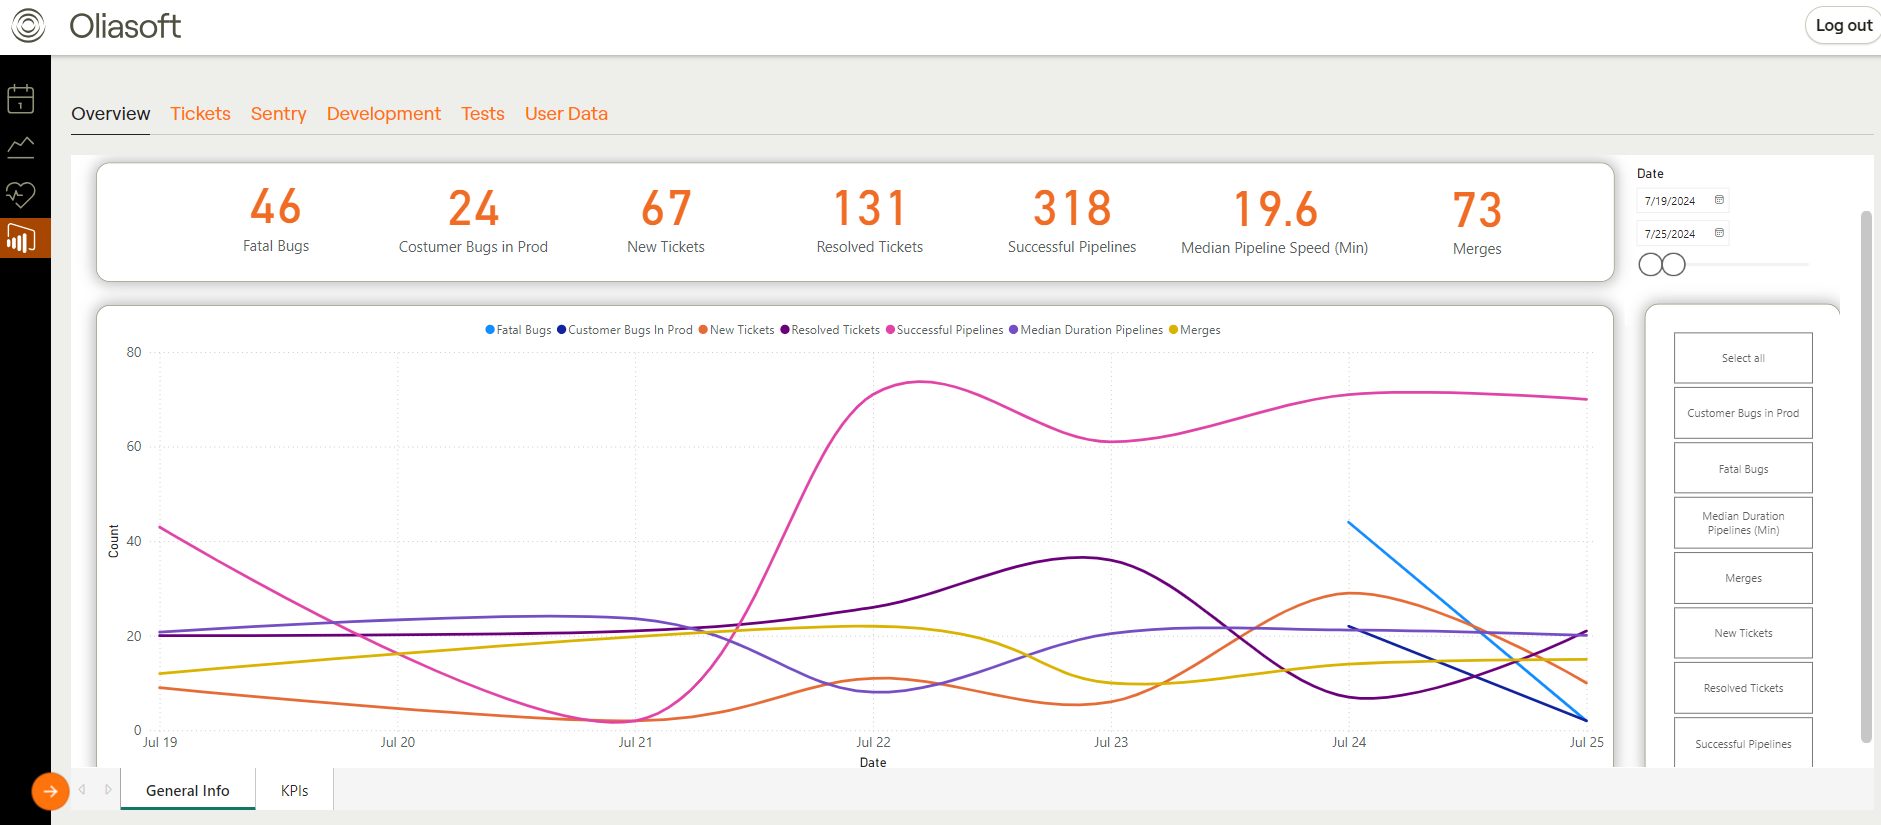 Oliasoft
Log out
1
Overview Tickets Sentry Development Tests User Data
46 24 67 131 318 19.6 73
Fatal Bugs Costumer Bugs in Prod New Tickets Resolved Tickets Successful Pipelines Median Pipeline Speed (Min) Merges
Date
7/19/2024
7/25/2024
Fatal Bugs Customer Bugs In Prod New Tickets Resolved Tickets Successful Pipelines Median Duration Pipelines Merges
80
60
40
20
0
Count
Jul 19 Jul 20 Jul 21 Jul 22 Jul 23 Jul 24 Jul 25
Date
Select all
Customer Bugs in Prod
Fatal Bugs
Median Duration
Pipelines (Min)
Merges
New Tickets
Resolved Tickets
Successful Pipelines
General Info KPIs